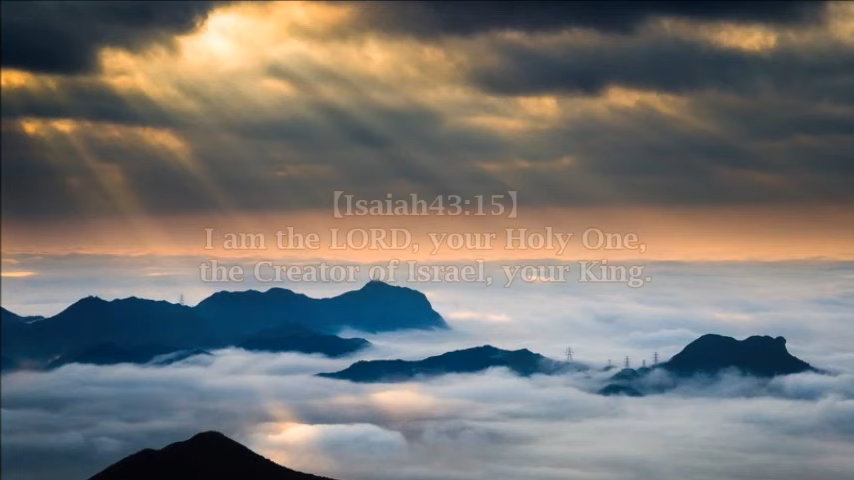 【Isaiah43:15】
I am the LORD, your Holy One,
the Creator of Israel, your King.